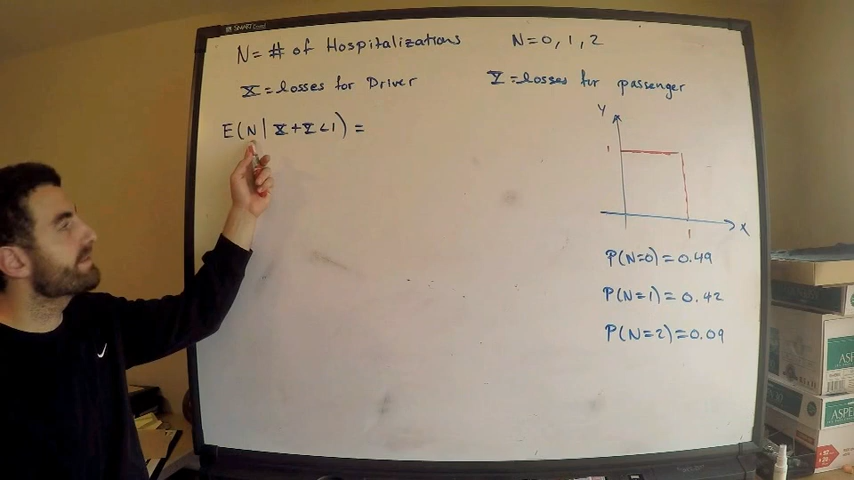 SMART
N = # of Hospitalizations N = 0, 1, 2
X = losses for Driver Y = losses for passenger
E(N | X + Y < 1) =
Y
1
1
X
P(N=0) = 0.49
P(N=1) = 0.42
P(N=2) = 0.09